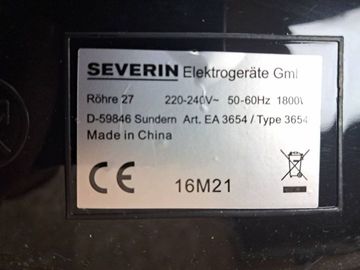 SEVERIN Elektrogeräte Gml
Röhre 27 220-240V~ 50-60Hz 1800W
D-59846 Sundern Art. EA 3654 / Type 3654
Made in China
CE 16M21